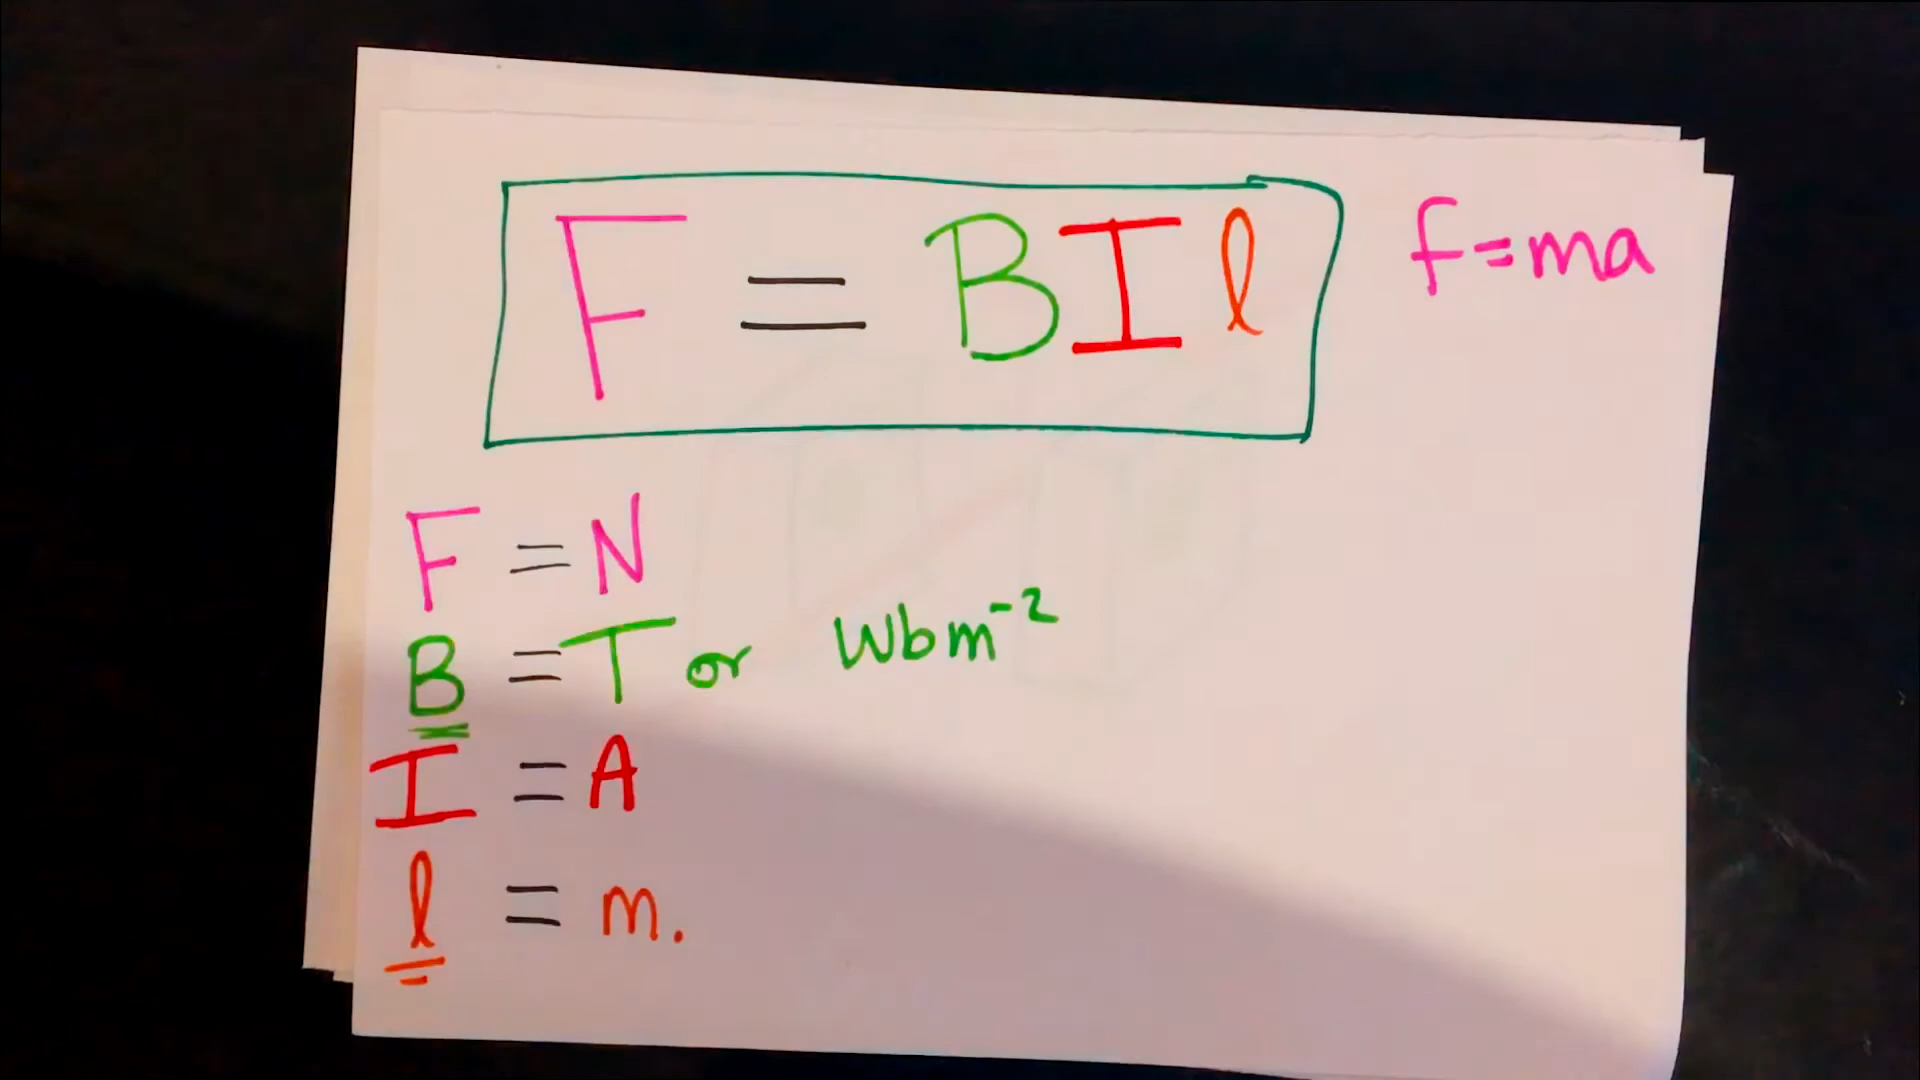 F = BIl
f=ma
F = N
B = T or Wbm⁻²
I = A
l = m.